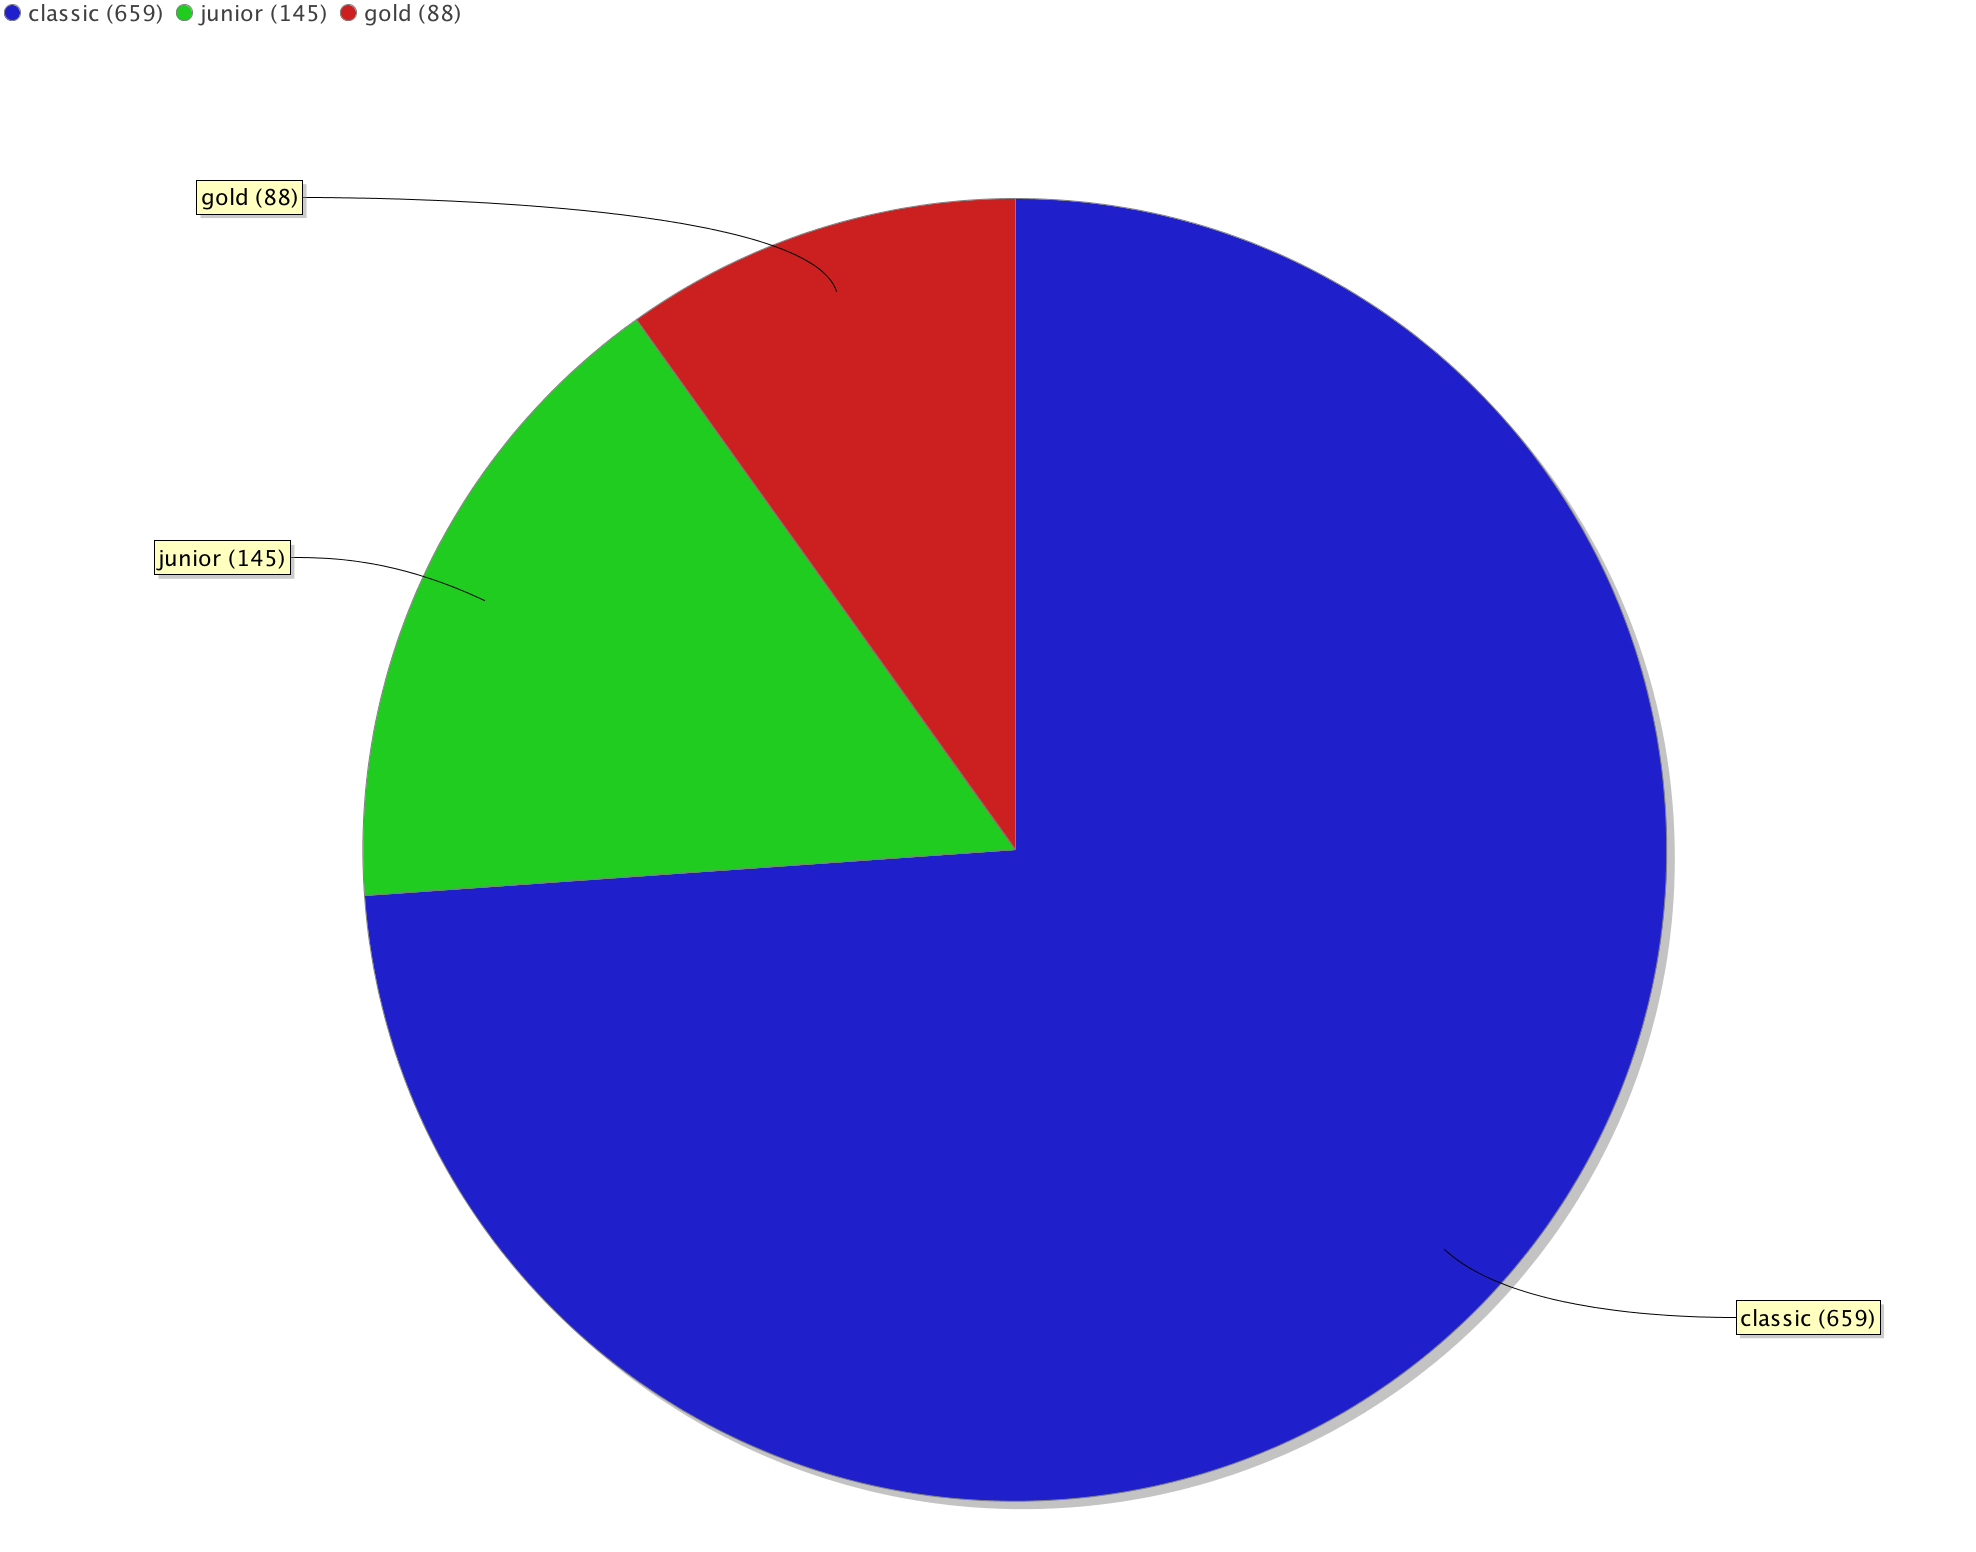 classic (659) junior (145) gold (88)
gold (88)
junior (145)
classic (659)